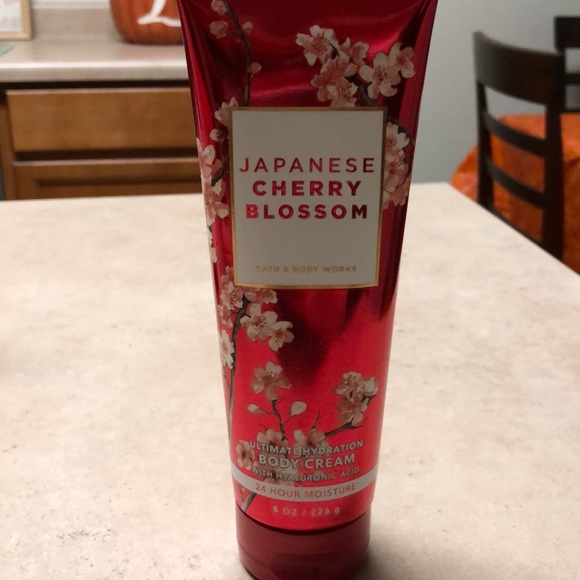 JAPANESE
CHERRY
BLOSSOM
BATH & BODY WORKS
ULTIMATE HYDRATION
BODY CREAM
WITH HYALURONIC ACID
24 HOUR MOISTURE
8 OZ / 226 g